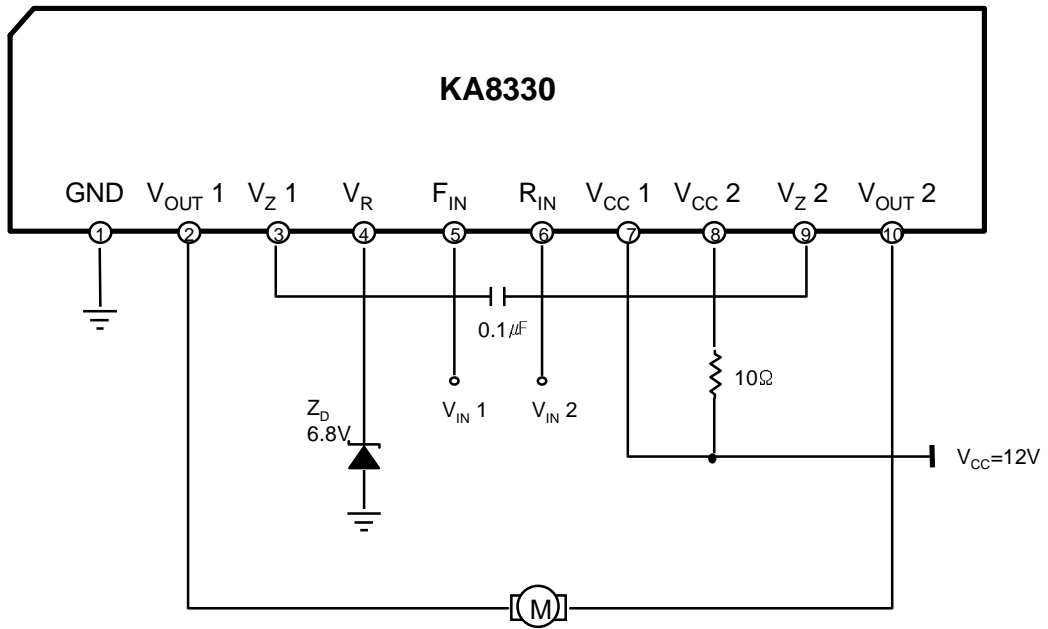 KA8330
GND V_OUT 1 V_Z 1 V_R F_IN R_IN V_CC 1 V_CC 2 V_Z 2 V_OUT 2
1 2 3 4 5 6 7 8 9 10
0.1㎌
10Ω
V_IN 1 V_IN 2
Z_D
6.8V
V_CC=12V
M